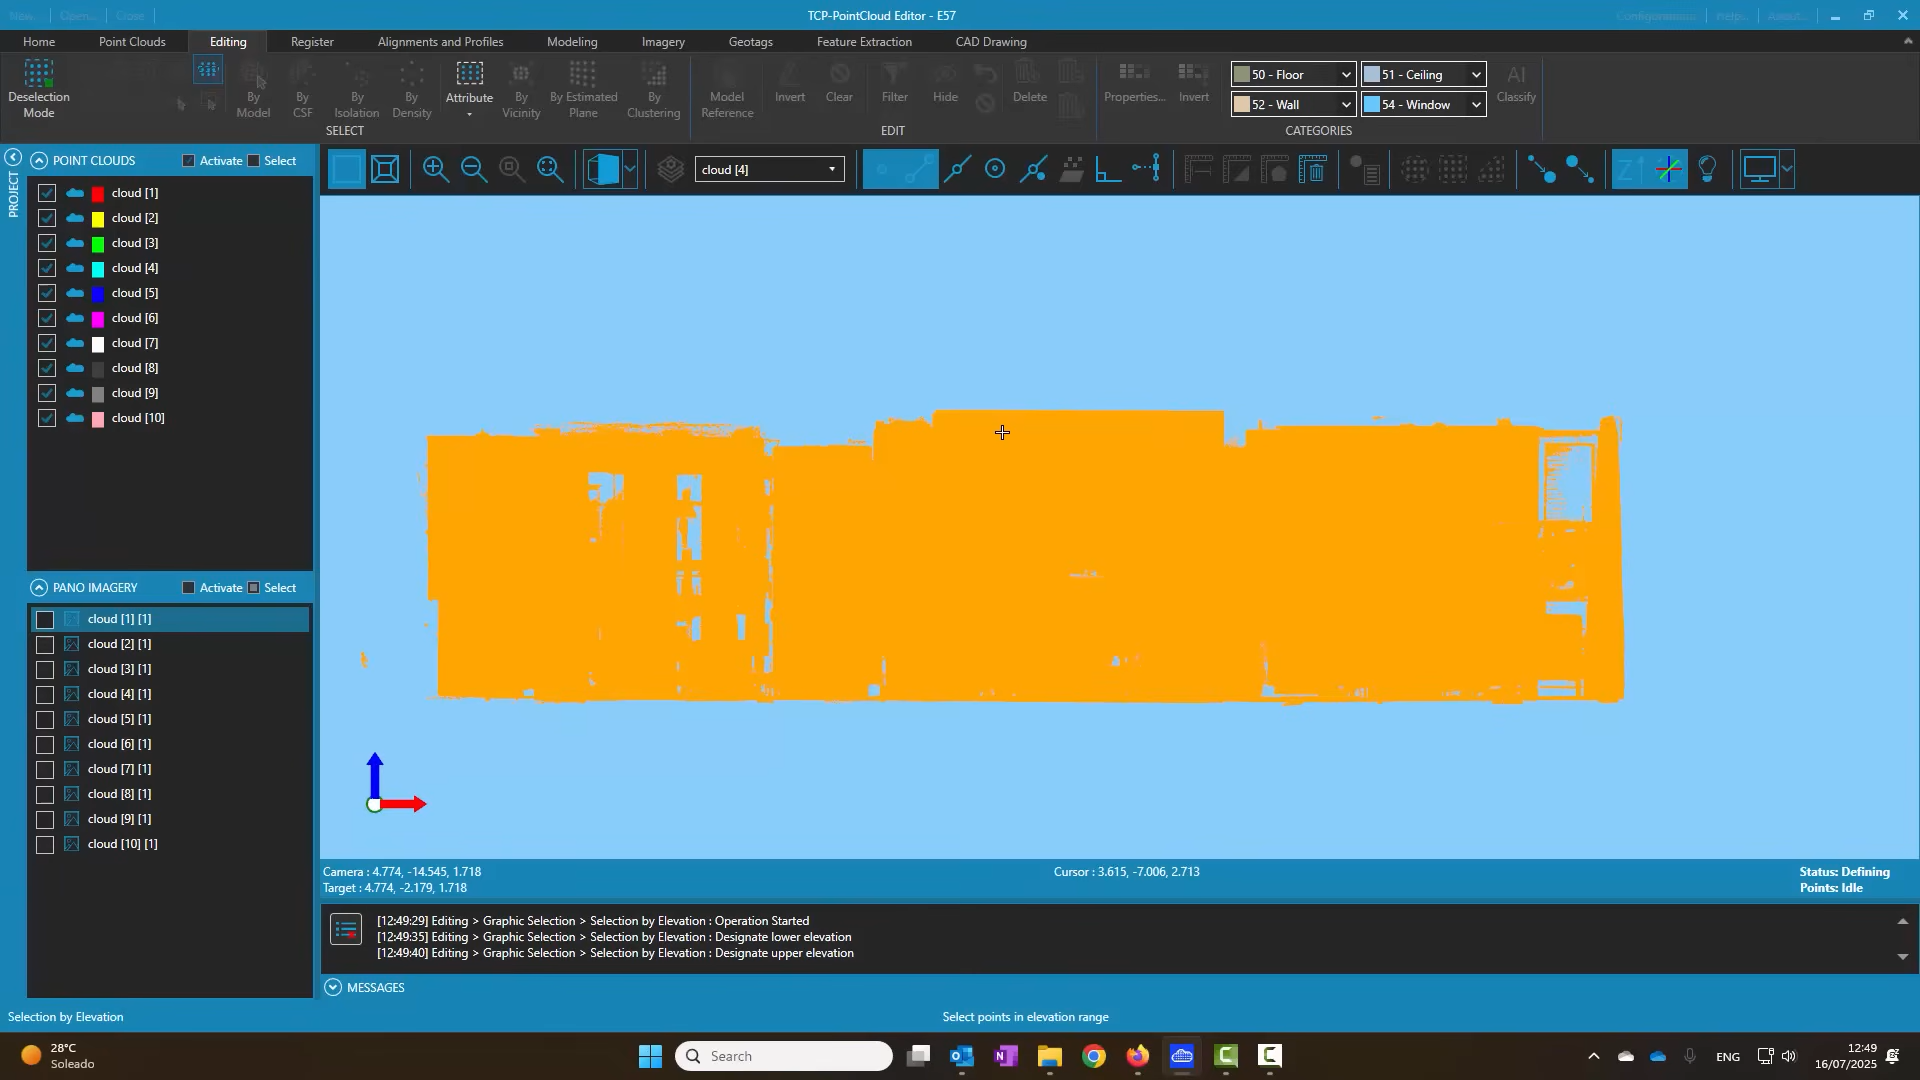 New... Open... Close
TCP-PointCloud Editor - E57
Configurations... Help... About...
Home Point Clouds Editing Register Alignments and Profiles Modeling Imagery Geotags Feature Extraction CAD Drawing
Deselection Mode
By Model
By CSF
By Isolation
By Density
Attribute
By Vicinity
By Estimated Plane
By Clustering
SELECT
Model Reference
Invert
Clear
Filter
Hide
Delete
EDIT
Properties...
Invert
50 - Floor
51 - Ceiling
52 - Wall
54 - Window
AI
Classify
CATEGORIES
PROJECT
POINT CLOUDS Activate Select
cloud [4]
cloud [1]
cloud [2]
cloud [3]
cloud [4]
cloud [5]
cloud [6]
cloud [7]
cloud [8]
cloud [9]
cloud [10]
PANO IMAGERY Activate Select
cloud [1] [1]
cloud [2] [1]
cloud [3] [1]
cloud [4] [1]
cloud [5] [1]
cloud [6] [1]
cloud [7] [1]
cloud [8] [1]
cloud [9] [1]
cloud [10] [1]
Camera : 4.774, -14.545, 1.718
Target : 4.774, -2.179, 1.718
Cursor : 3.615, -7.006, 2.713
Status: Defining
Points: Idle
[12:49:29] Editing > Graphic Selection > Selection by Elevation : Operation Started
[12:49:35] Editing > Graphic Selection > Selection by Elevation : Designate lower elevation
[12:49:40] Editing > Graphic Selection > Selection by Elevation : Designate upper elevation
MESSAGES
Selection by Elevation
Select points in elevation range
28°C
Soleado
Search
ENG
12:49
16/07/2025